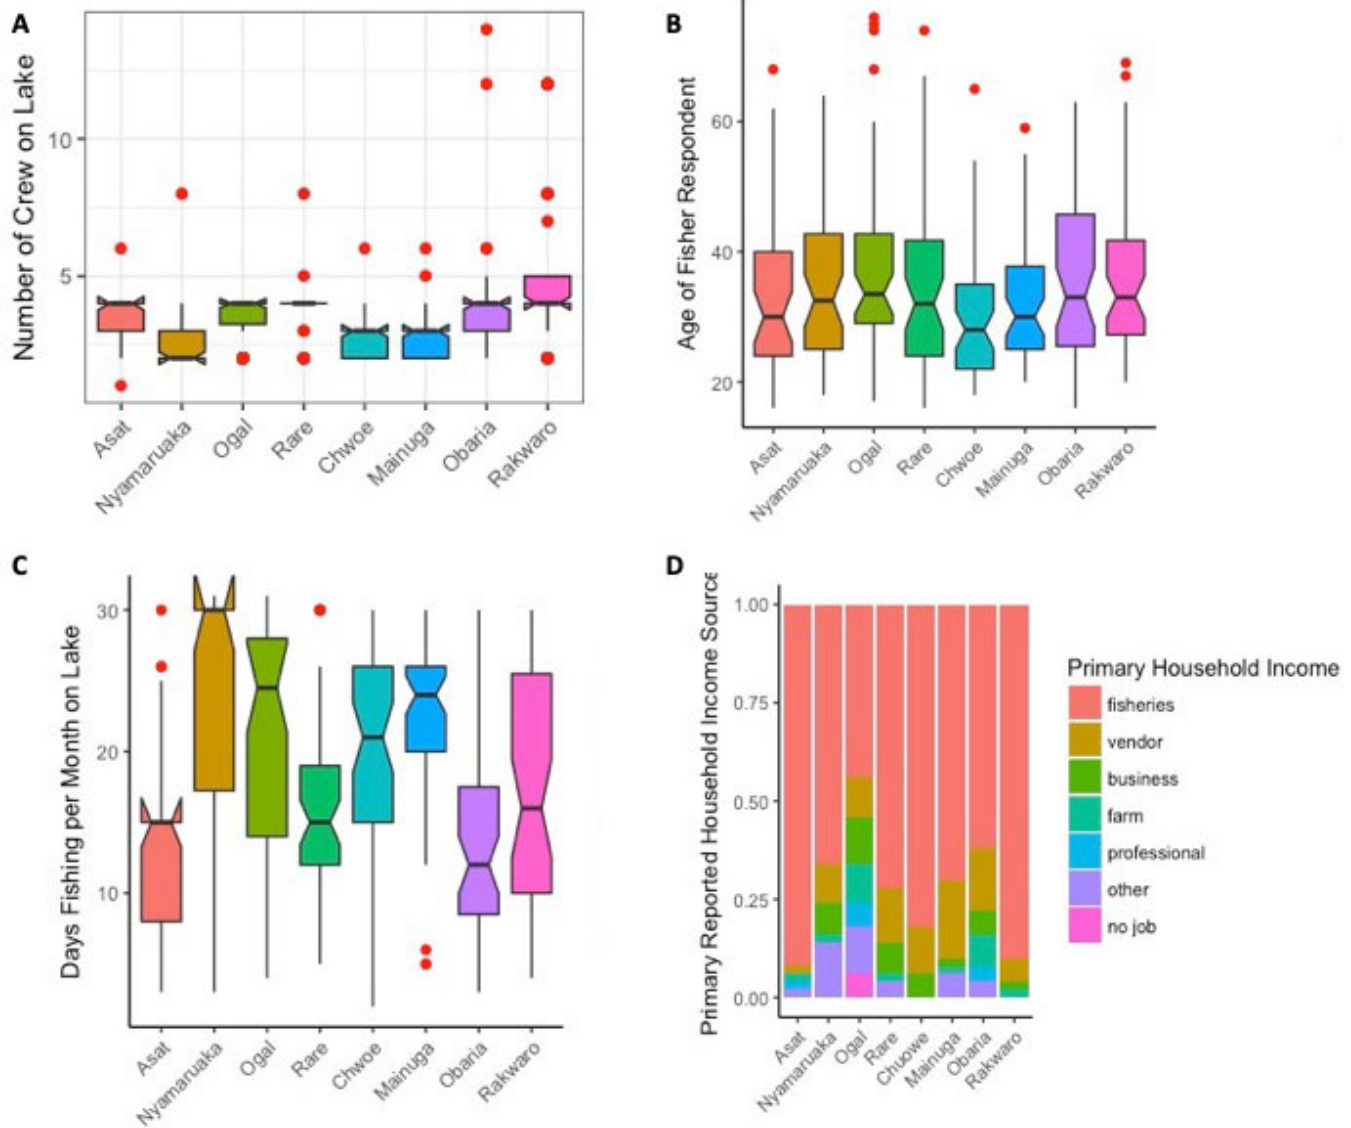 A
Number of Crew on Lake
10
5
Asat
Nyamaruaka
Ogal
Rare
Chwoe
Mainuga
Obaria
Rakwaro
B
Age of Fisher Respondent
60
40
20
Asat
Nyamaruaka
Ogal
Rare
Chwoe
Mainuga
Obaria
Rakwaro
C
Days Fishing per Month on Lake
30
20
10
Asat
Nyamaruaka
Ogal
Rare
Chwoe
Mainuga
Obaria
Rakwaro
D
Primary Reported Household Income Source
1.00
0.75
0.50
0.25
0.00
Asat
Nyamaruaka
Ogal
Rare
Chuowe
Mainuga
Obaria
Rakwaro
Primary Household Income
fisheries
vendor
business
farm
professional
other
no job